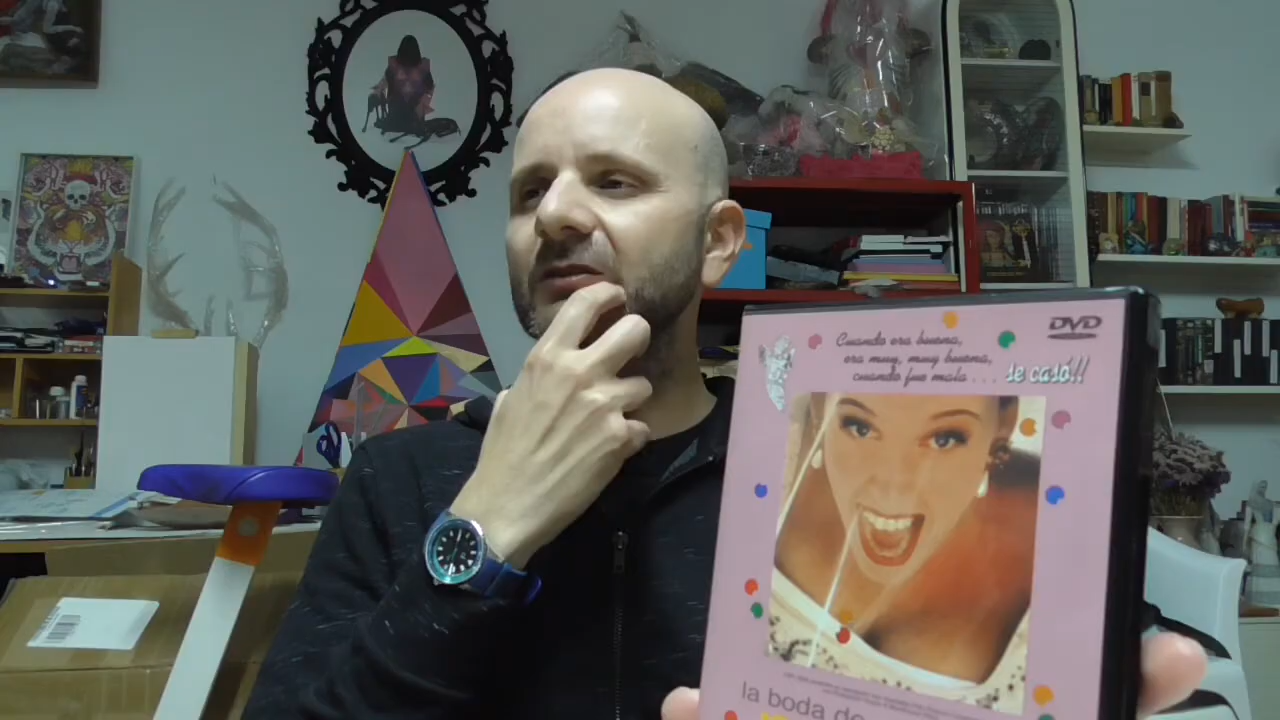 DVD
Cuando era buena,
era muy, muy buena,
cuando fue mala . . . se casó!!
la boda de